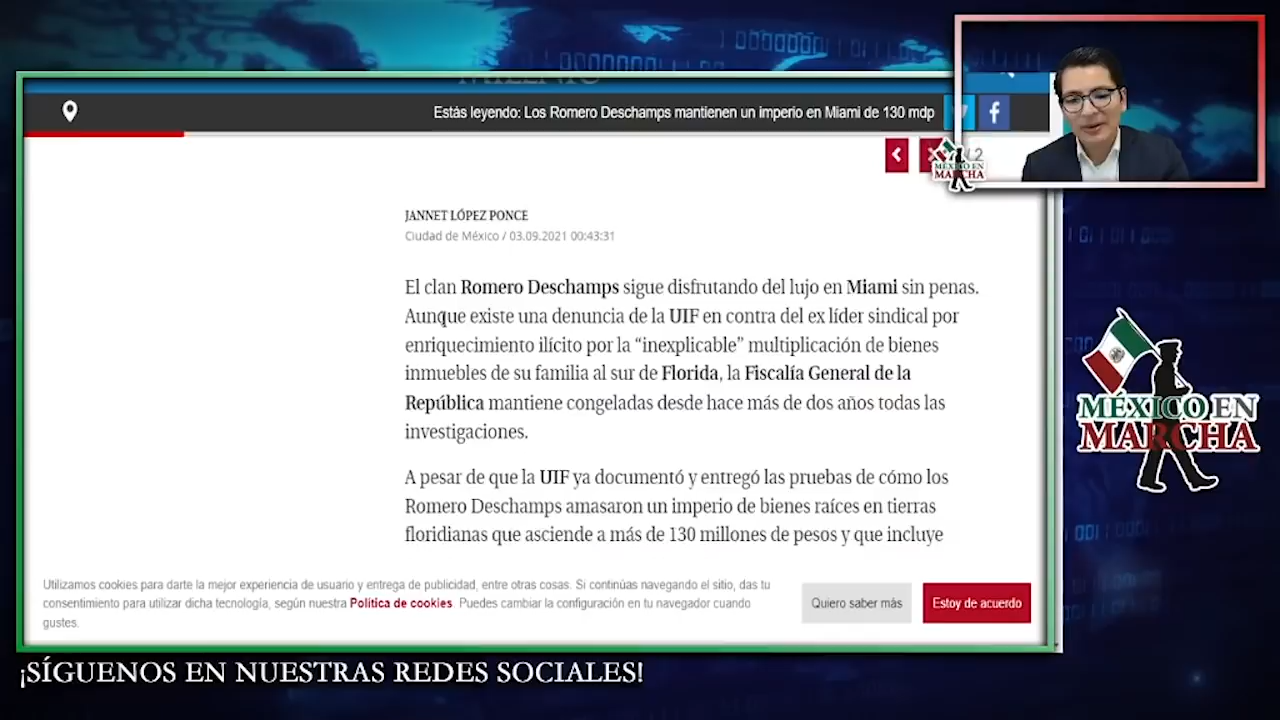 Estás leyendo: Los Romero Deschamps mantienen un imperio en Miami de 130 mdp
JANNET LÓPEZ PONCE
Ciudad de México / 03.09.2021 00:43:31
El clan Romero Deschamps sigue disfrutando del lujo en Miami sin penas.
Aunque existe una denuncia de la UIF en contra del ex líder sindical por
enriquecimiento ilícito por la “inexplicable” multiplicación de bienes
inmuebles de su familia al sur de Florida, la Fiscalía General de la
República mantiene congeladas desde hace más de dos años todas las
investigaciones.
A pesar de que la UIF ya documentó y entregó las pruebas de cómo los
Romero Deschamps amasaron un imperio de bienes raíces en tierras
floridianas que asciende a más de 130 millones de pesos y que incluye
Utilizamos cookies para darte la mejor experiencia de usuario y entrega de publicidad, entre otras cosas. Si continúas navegando el sitio, das tu
consentimiento para utilizar dicha tecnología, según nuestra Política de cookies. Puedes cambiar la configuración en tu navegador cuando
gustes.
Quiero saber más
Estoy de acuerdo
MÉXICO EN
MARCHA
MÉXICO EN
MARCHA
¡SÍGUENOS EN NUESTRAS REDES SOCIALES!